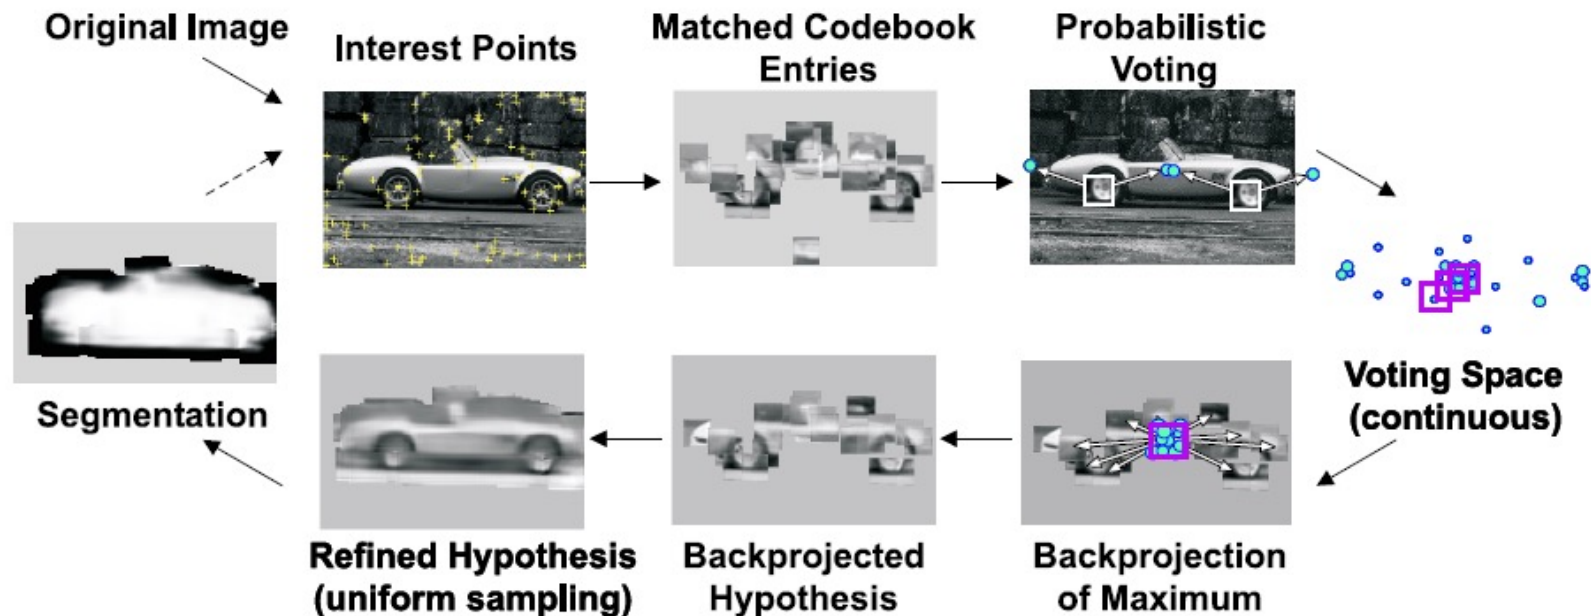 Original Image
Interest Points
Matched Codebook
Entries
Probabilistic
Voting
Voting Space
(continuous)
Segmentation
Refined Hypothesis
(uniform sampling)
Backprojected
Hypothesis
Backprojection
of Maximum